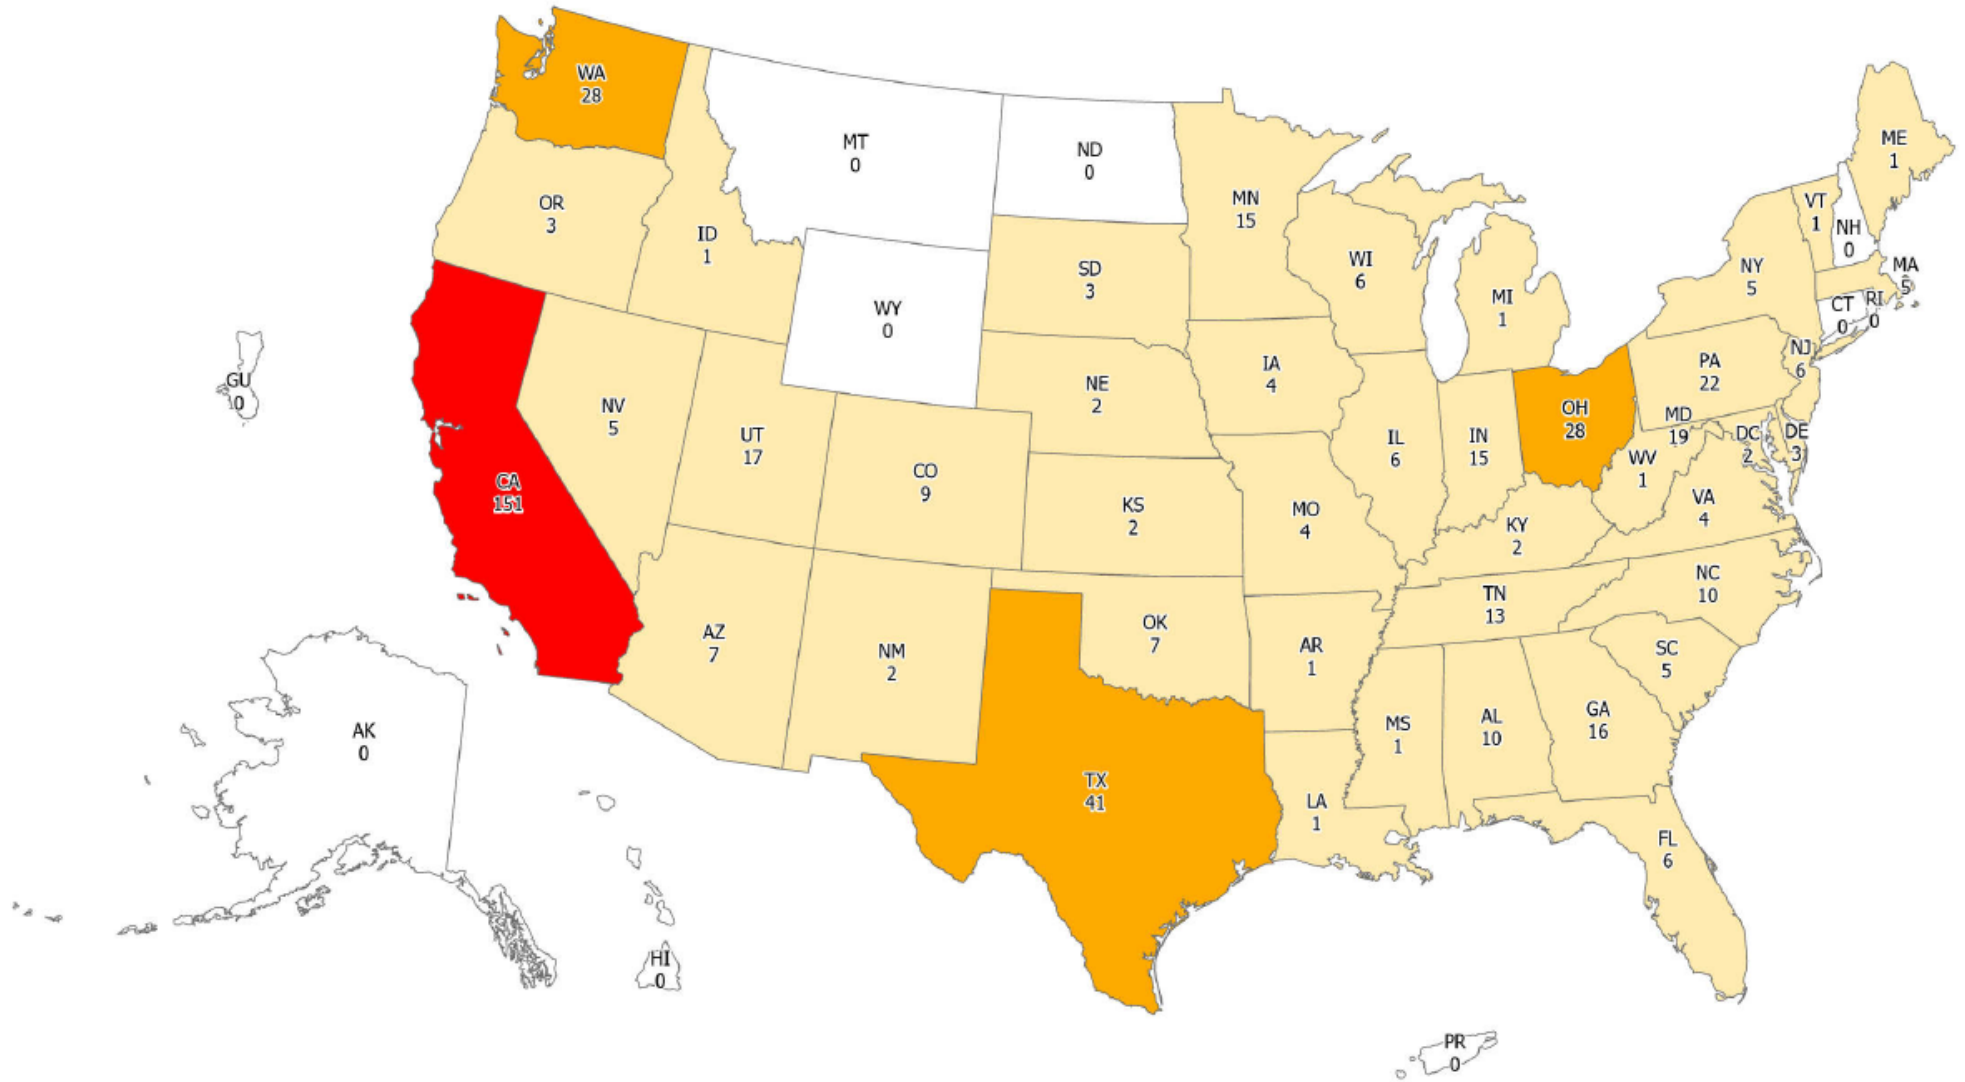 WA
28
MT
0
ND
0
ME
1
OR
3
ID
1
MN
15
VT
1
NH
0
SD
3
WI
6
NY
5
MA
5
WY
0
MI
1
CT
0
RI
0
GU
0
NV
5
UT
17
NE
2
IA
4
PA
22
NJ
6
CO
9
IL
6
IN
15
OH
28
MD
19
DC
2
DE
3
CA
151
KS
2
MO
4
WV
1
VA
4
KY
2
AZ
7
NM
2
OK
7
AR
1
TN
13
NC
10
SC
5
AK
0
TX
41
LA
1
MS
1
AL
10
GA
16
FL
6
HI
0
PR
0